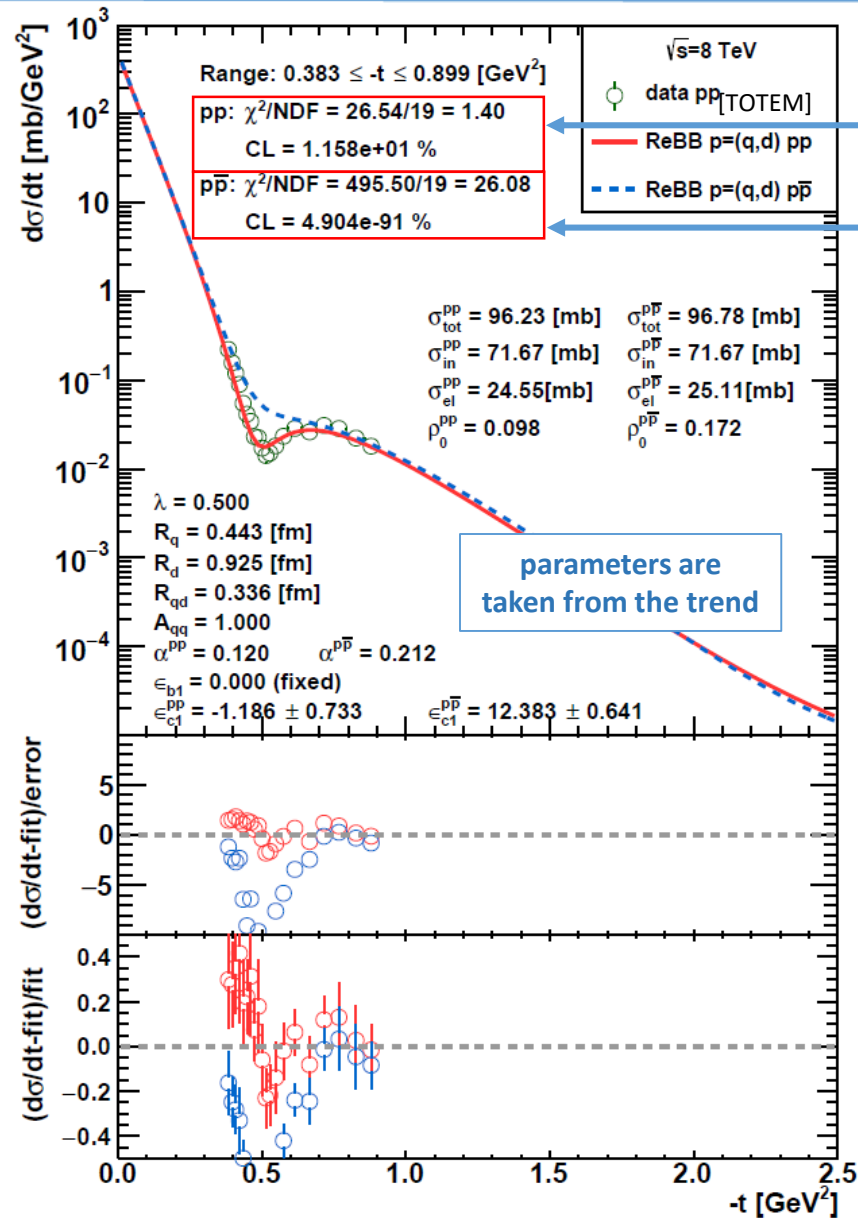 10³
10²
10
1
10⁻¹
10⁻²
10⁻³
10⁻⁴
dσ/dt [mb/GeV²]
Range: 0.383 ≤ -t ≤ 0.899 [GeV²]
pp: χ²/NDF = 26.54/19 = 1.40
CL = 1.158e+01 %
pp̅: χ²/NDF = 495.50/19 = 26.08
CL = 4.904e-91 %
√s=8 TeV
data pp [TOTEM]
ReBB p=(q,d) pp
ReBB p=(q,d) pp̅
σ_tot^pp = 96.23 [mb] σ_tot^pp̅ = 96.78 [mb]
σ_in^pp = 71.67 [mb] σ_in^pp̅ = 71.67 [mb]
σ_el^pp = 24.55[mb] σ_el^pp̅ = 25.11[mb]
ρ_0^pp = 0.098 ρ_0^pp̅ = 0.172
λ = 0.500
R_q = 0.443 [fm]
R_d = 0.925 [fm]
R_qd = 0.336 [fm]
A_qq = 1.000
α^pp = 0.120 α^pp̅ = 0.212
ε_b1 = 0.000 (fixed)
ε_c1^pp = -1.186 ± 0.733 ε_c1^pp̅ = 12.383 ± 0.641
parameters are
taken from the trend
(dσ/dt-fit)/error
5
0
−5
(dσ/dt-fit)/fit
0.4
0.2
0.0
−0.2
−0.4
0.0 0.5 1.0 1.5 2.0 2.5
-t [GeV²]